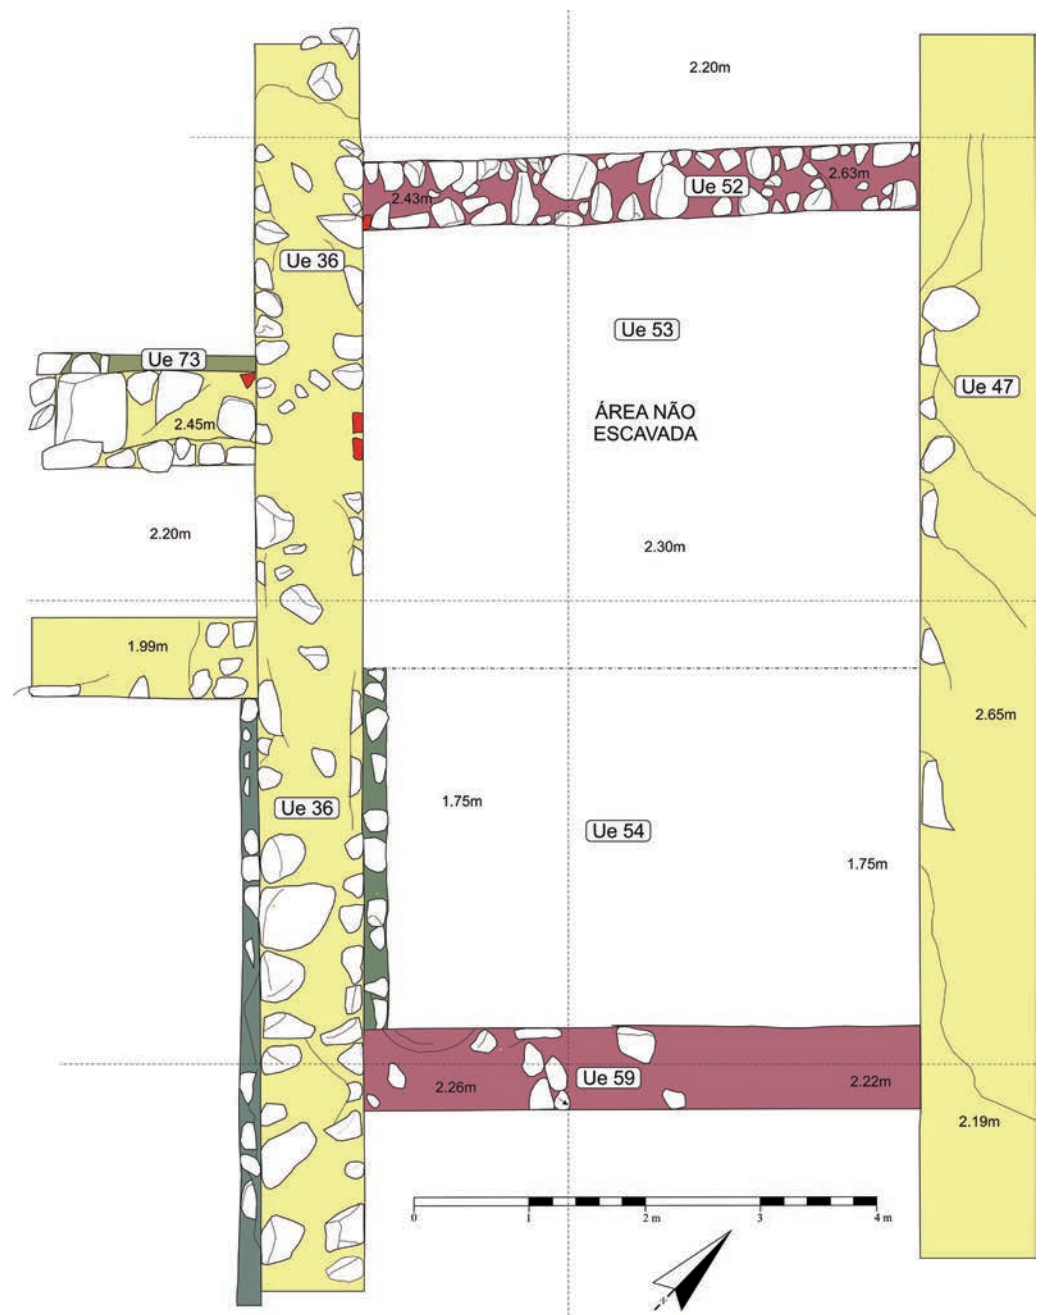 2.20m
2.63m
Ue 52
2.43m
Ue 36
Ue 53
Ue 73
Ue 47
ÁREA NÃO
ESCAVADA
2.45m
2.20m
2.30m
1.99m
2.65m
1.75m
Ue 36
Ue 54
1.75m
Ue 59
2.26m
2.22m
2.19m
0 1 2 m 3 4 m